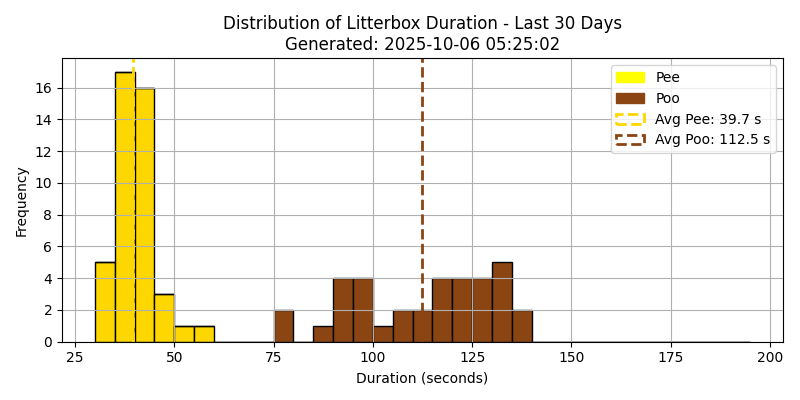 Distribution of Litterbox Duration - Last 30 Days
Generated: 2025-10-06 05:25:02
Pee
Poo
Avg Pee: 39.7 s
Avg Poo: 112.5 s
Frequency
16
14
12
10
8
6
4
2
0
25 50 75 100 125 150 175 200
Duration (seconds)